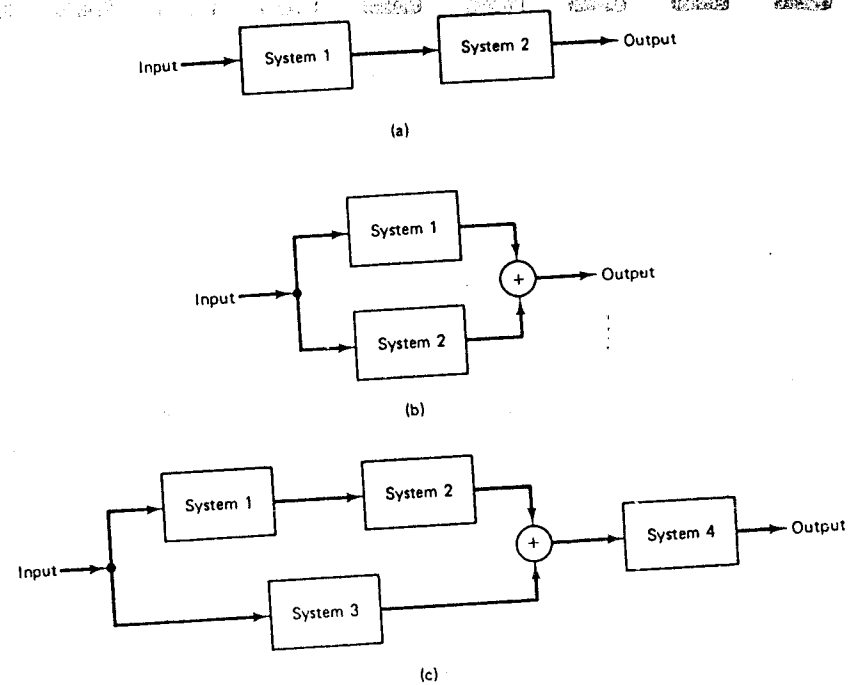 Input System 1 System 2 Output
(a)
System 1
Input + Output
System 2
(b)
System 1 System 2
Input + System 4 Output
System 3
(c)